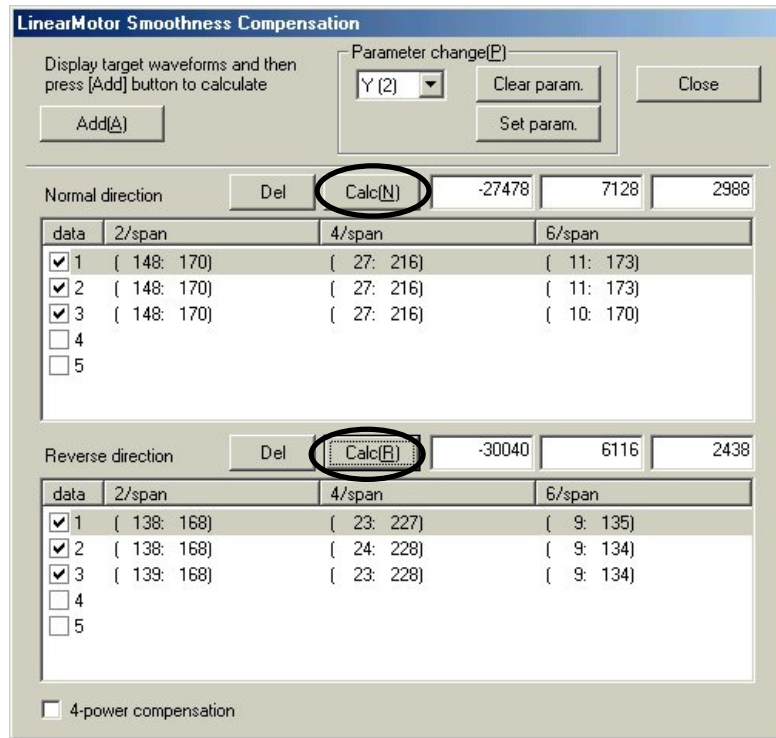 LinearMotor Smoothness Compensation
Display target waveforms and then
press [Add] button to calculate
Add(A)
Parameter change(P)
Y (2)
Clear param.
Set param.
Close
Normal direction Del Calc(N) -27478 7128 2988
data 2/span 4/span 6/span
1 ( 148: 170) ( 27: 216) ( 11: 173)
2 ( 148: 170) ( 27: 216) ( 11: 173)
3 ( 148: 170) ( 27: 216) ( 10: 170)
4
5
Reverse direction Del Calc(R) -30040 6116 2438
data 2/span 4/span 6/span
1 ( 138: 168) ( 23: 227) ( 9: 135)
2 ( 138: 168) ( 24: 228) ( 9: 134)
3 ( 139: 168) ( 23: 228) ( 9: 134)
4
5
4-power compensation